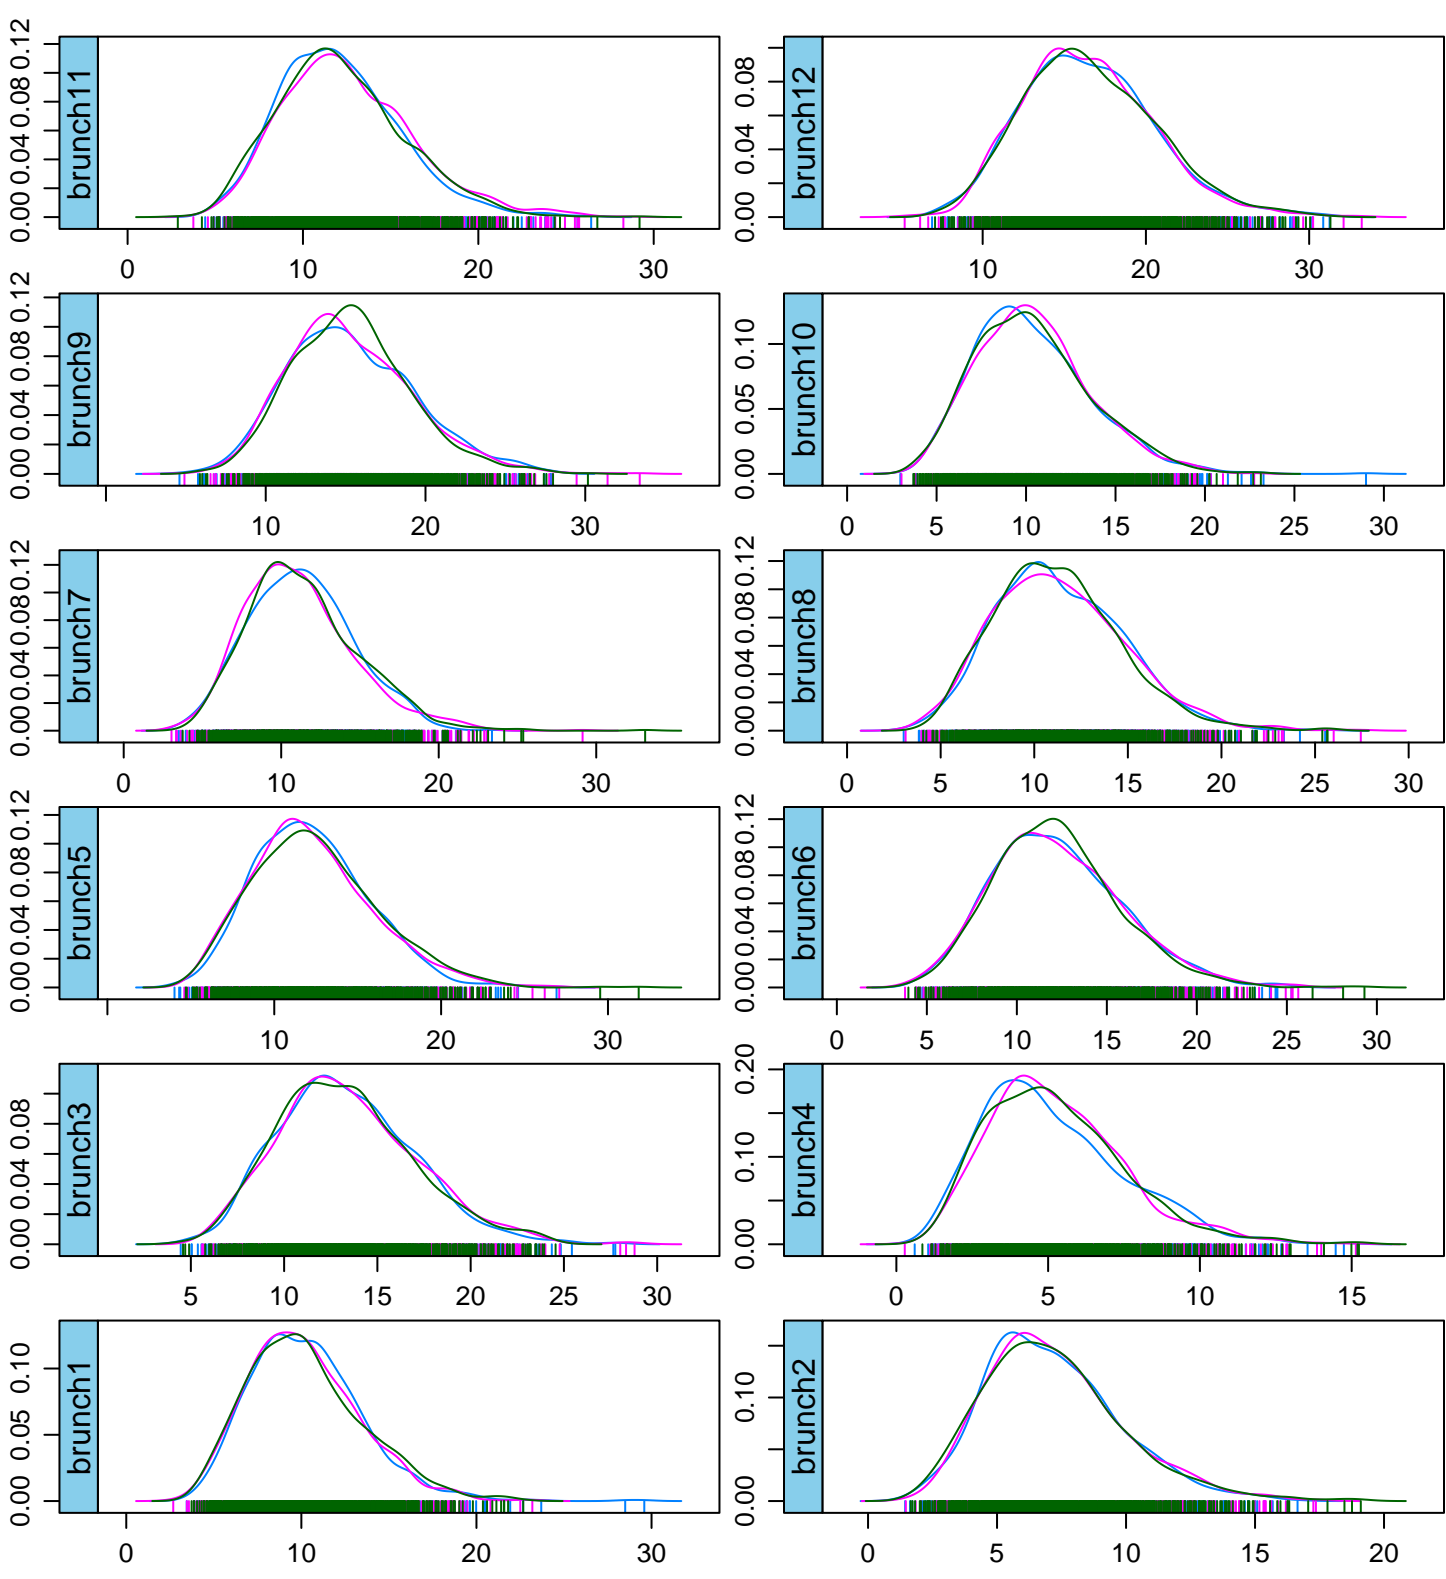 brunch11
0.00 0.04 0.08 0.12
0 10 20 30
brunch12
0.00 0.04 0.08
10 20 30
brunch9
0.00 0.04 0.08 0.12
10 20 30
brunch10
0.00 0.05 0.10
0 5 10 15 20 25 30
brunch7
0.00 0.04 0.08 0.12
0 10 20 30
brunch8
0.00 0.04 0.08 0.12
0 5 10 15 20 25 30
brunch5
0.00 0.04 0.08 0.12
10 20 30
brunch6
0.00 0.04 0.08 0.12
0 5 10 15 20 25 30
brunch3
0.00 0.04 0.08
5 10 15 20 25 30
brunch4
0.00 0.10 0.20
0 5 10 15
brunch1
0.00 0.05 0.10
0 10 20 30
brunch2
0.00 0.10
0 5 10 15 20